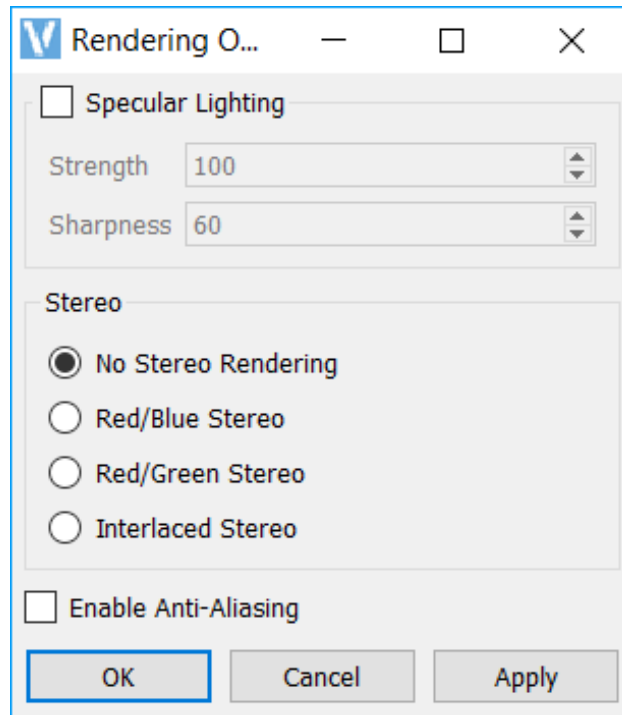 Rendering O...
Specular Lighting
Strength 100
Sharpness 60
Stereo
No Stereo Rendering
Red/Blue Stereo
Red/Green Stereo
Interlaced Stereo
Enable Anti-Aliasing
OK Cancel Apply